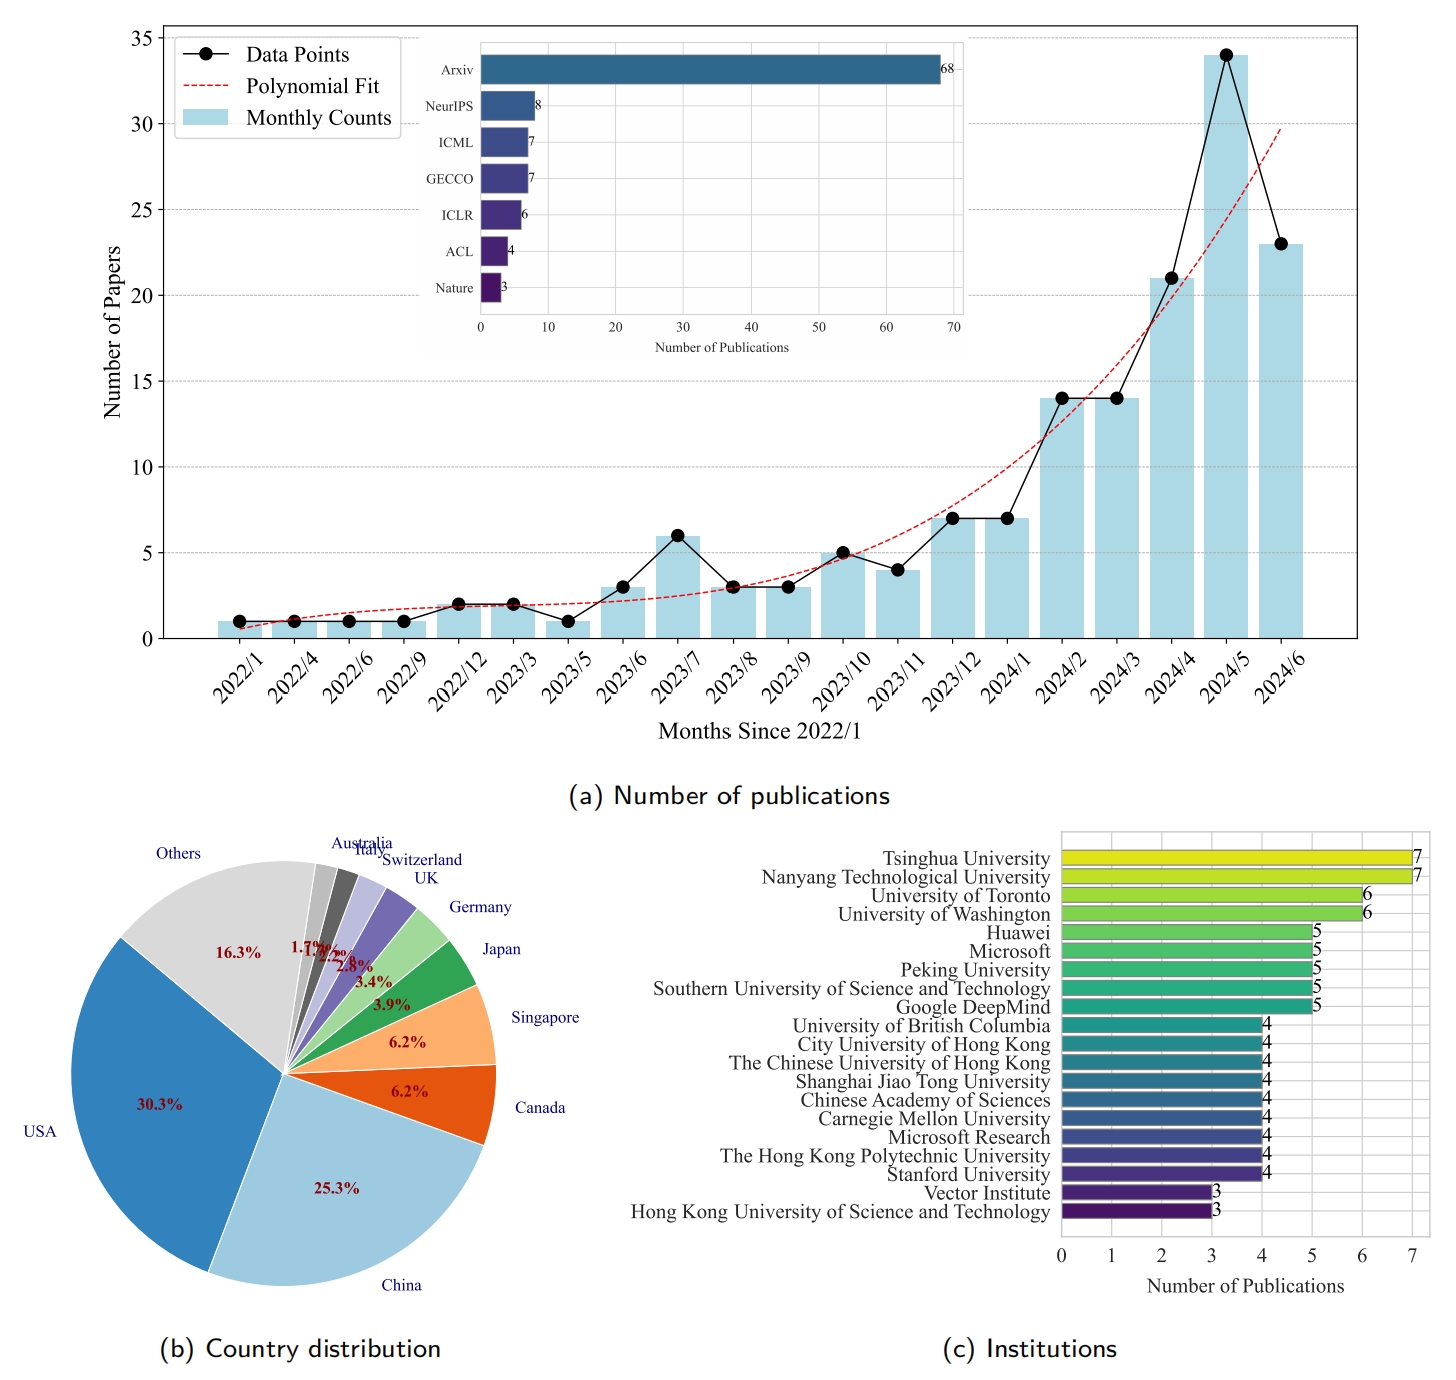 Data Points
Polynomial Fit
Monthly Counts
Number of Papers
35
30
25
20
15
10
5
0
Arxiv 68
NeurIPS 8
ICML 7
GECCO 7
ICLR 6
ACL 4
Nature 3
0 10 20 30 40 50 60 70
Number of Publications
2022/1 2022/4 2022/6 2022/9 2022/12 2023/3 2023/5 2023/6 2023/7 2023/8 2023/9 2023/10 2023/11 2023/12 2024/1 2024/2 2024/3 2024/4 2024/5 2024/6
Months Since 2022/1
(a) Number of publications
Others
Australia
Italy
Switzerland
UK
Germany
Japan
Singapore
Canada
China
USA
16.3%
1.7%
2.2%
2.8%
3.4%
3.9%
6.2%
6.2%
25.3%
30.3%
(b) Country distribution
Tsinghua University 7
Nanyang Technological University 7
University of Toronto 6
University of Washington 6
Huawei 5
Microsoft 5
Peking University 5
Southern University of Science and Technology 5
Google DeepMind 5
University of British Columbia 4
City University of Hong Kong 4
The Chinese University of Hong Kong 4
Shanghai Jiao Tong University 4
Chinese Academy of Sciences 4
Carnegie Mellon University 4
Microsoft Research 4
The Hong Kong Polytechnic University 4
Stanford University 4
Vector Institute 3
Hong Kong University of Science and Technology 3
0 1 2 3 4 5 6 7
Number of Publications
(c) Institutions